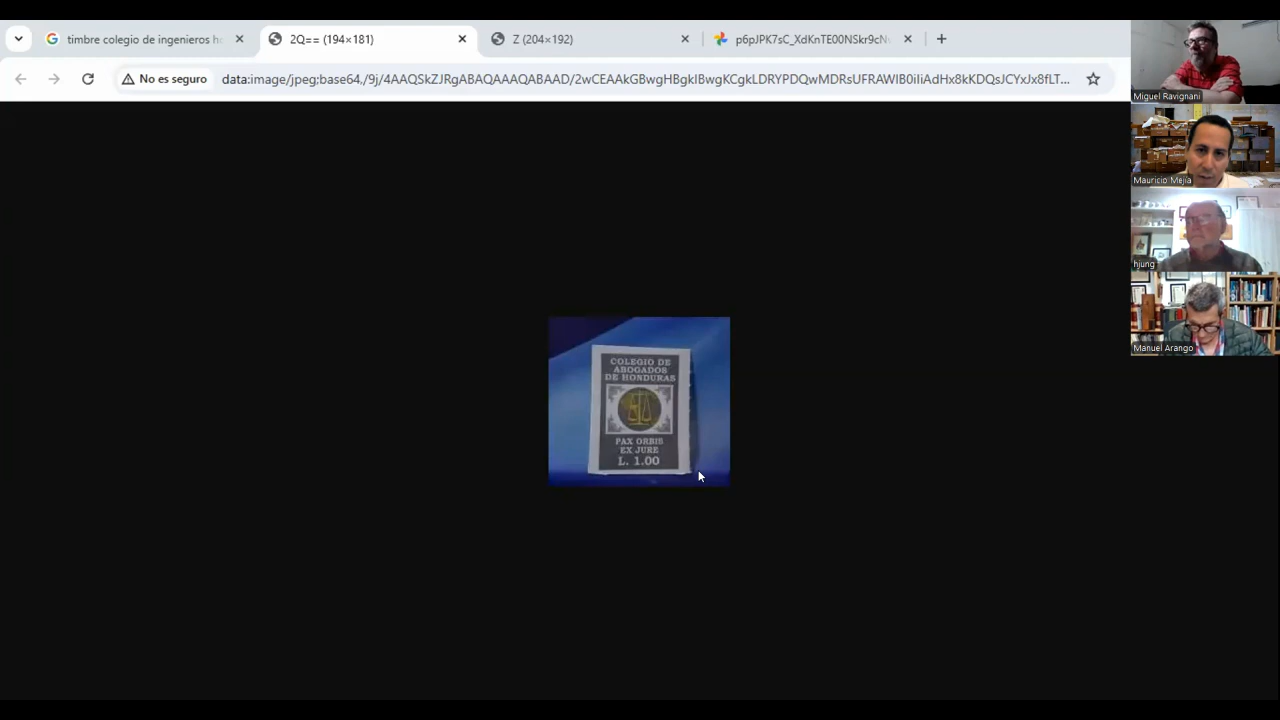 timbre colegio de ingenieros h
2Q== (194×181)
Z (204×192)
No es seguro
data:image/jpeg;base64,/9j/4AAQSkZJRgABAQAAAQABAAD/2wCEAAkGBwgHBgkIBwgKCgkLDRYPDQwMDRsUFRAWIB0iIiAdHx8kKDQsJCYxJx8fLT...
Miguel Ravignani
Mauricio Mejía
hjung
Manuel Arango
COLEGIO DE
ABOGADOS
DE HONDURAS
PAX ORBIS
EX JURE
L. 1.00